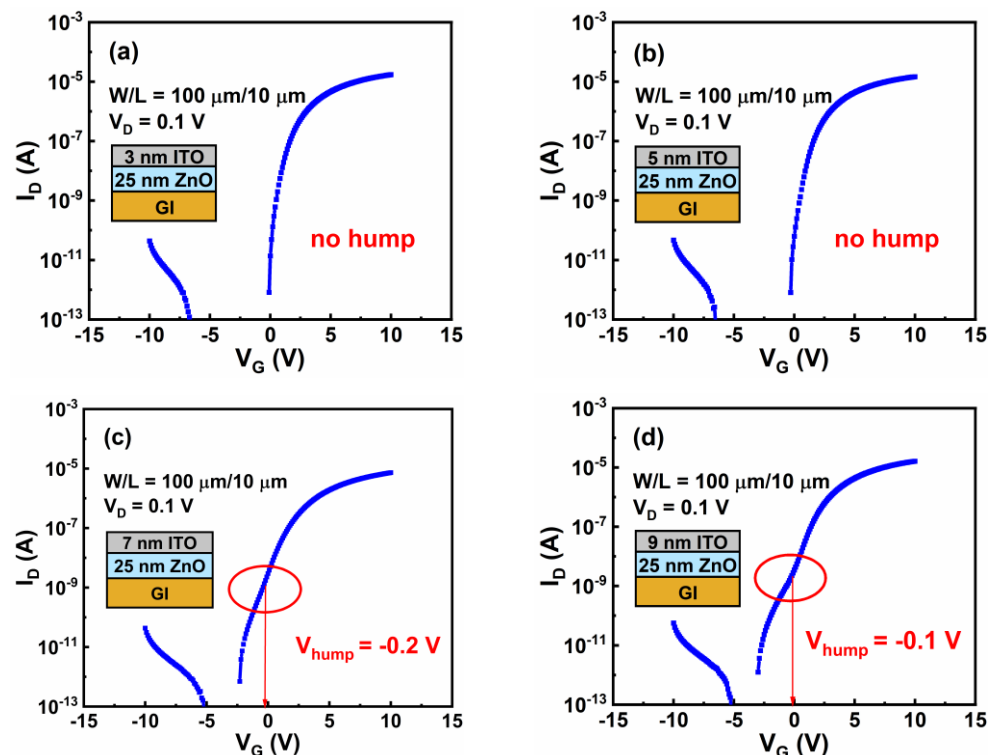 (a)
W/L = 100 μm/10 μm
V_D = 0.1 V
3 nm ITO
25 nm ZnO
GI
no hump
10^-3
10^-5
10^-7
10^-9
10^-11
10^-13
I_D (A)
-15 -10 -5 0 5 10 15
V_G (V)
(b)
W/L = 100 μm/10 μm
V_D = 0.1 V
5 nm ITO
25 nm ZnO
GI
no hump
10^-3
10^-5
10^-7
10^-9
10^-11
10^-13
I_D (A)
-15 -10 -5 0 5 10 15
V_G (V)
(c)
W/L = 100 μm/10 μm
V_D = 0.1 V
7 nm ITO
25 nm ZnO
GI
V_hump = -0.2 V
10^-3
10^-5
10^-7
10^-9
10^-11
10^-13
I_D (A)
-15 -10 -5 0 5 10 15
V_G (V)
(d)
W/L = 100 μm/10 μm
V_D = 0.1 V
9 nm ITO
25 nm ZnO
GI
V_hump = -0.1 V
10^-3
10^-5
10^-7
10^-9
10^-11
10^-13
I_D (A)
-15 -10 -5 0 5 10 15
V_G (V)